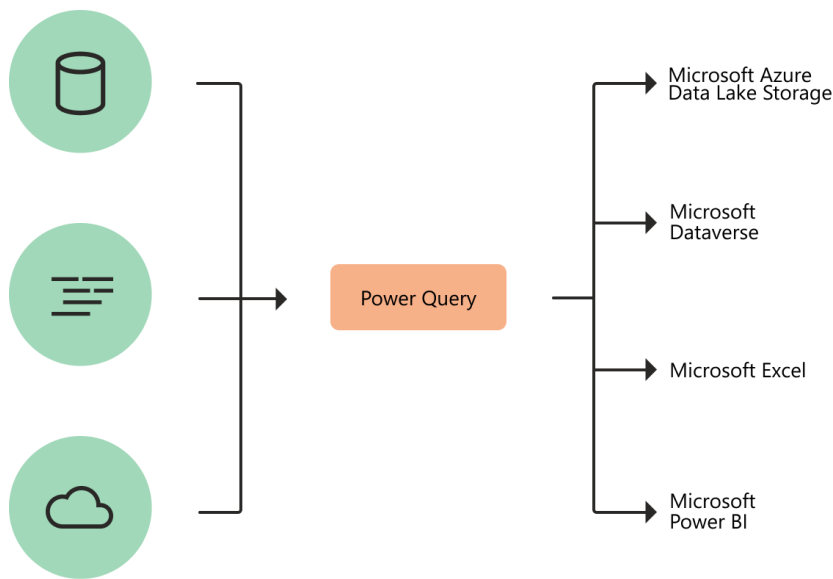 Microsoft Azure
Data Lake Storage
Microsoft
Dataverse
Power Query
Microsoft Excel
Microsoft
Power BI